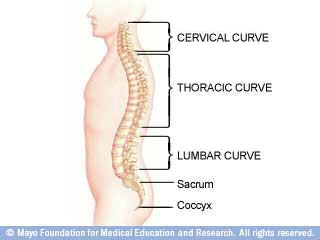 CERVICAL CURVE
THORACIC CURVE
LUMBAR CURVE
Sacrum
Coccyx
© Mayo Foundation for Medical Education and Research. All rights reserved.